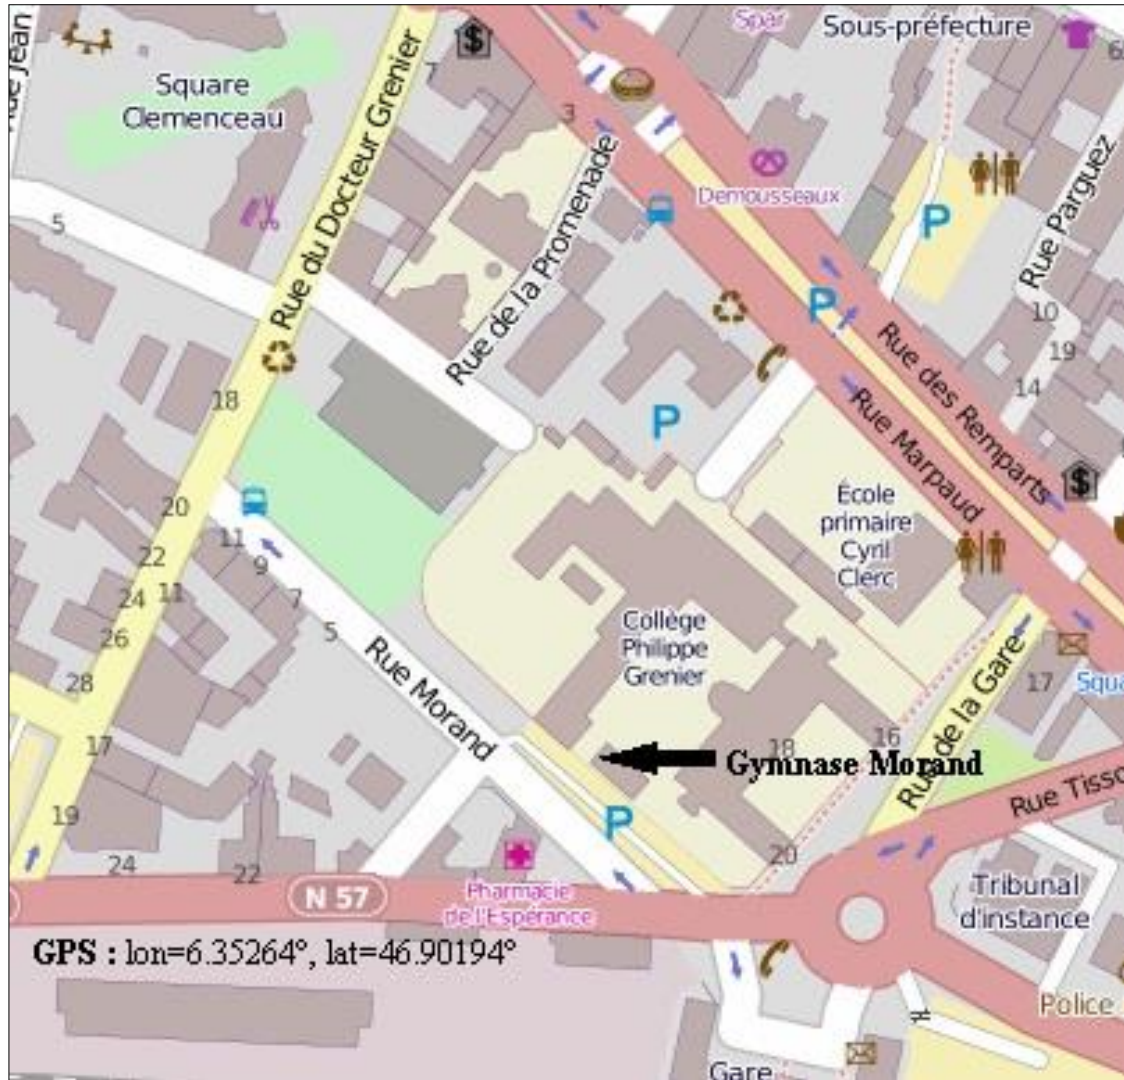 Spar
Sous-préfecture
Rue Jean
Square
Clemenceau
$
7
3
6
Rue du Docteur Grenier
Rue de la Promenade
Demousseaux
P
Rue Parguez
5
P
10
19
14
18
P
Rue des Remparts
Rue Marpaud
$
École
primaire
Cyril
Clerc
20
22
24
26
28
11
9
11
7
5
Collège
Philippe
Grenier
Rue Morand
17
Squa
Rue de la Gare
16
18
Gymnase Morand
17
19
Rue Tisso
P
20
24
22
N 57
Pharmacie
de l'Espérance
Tribunal
d'instance
GPS : lon=6.35264°, lat=46.90194°
Police
Gare